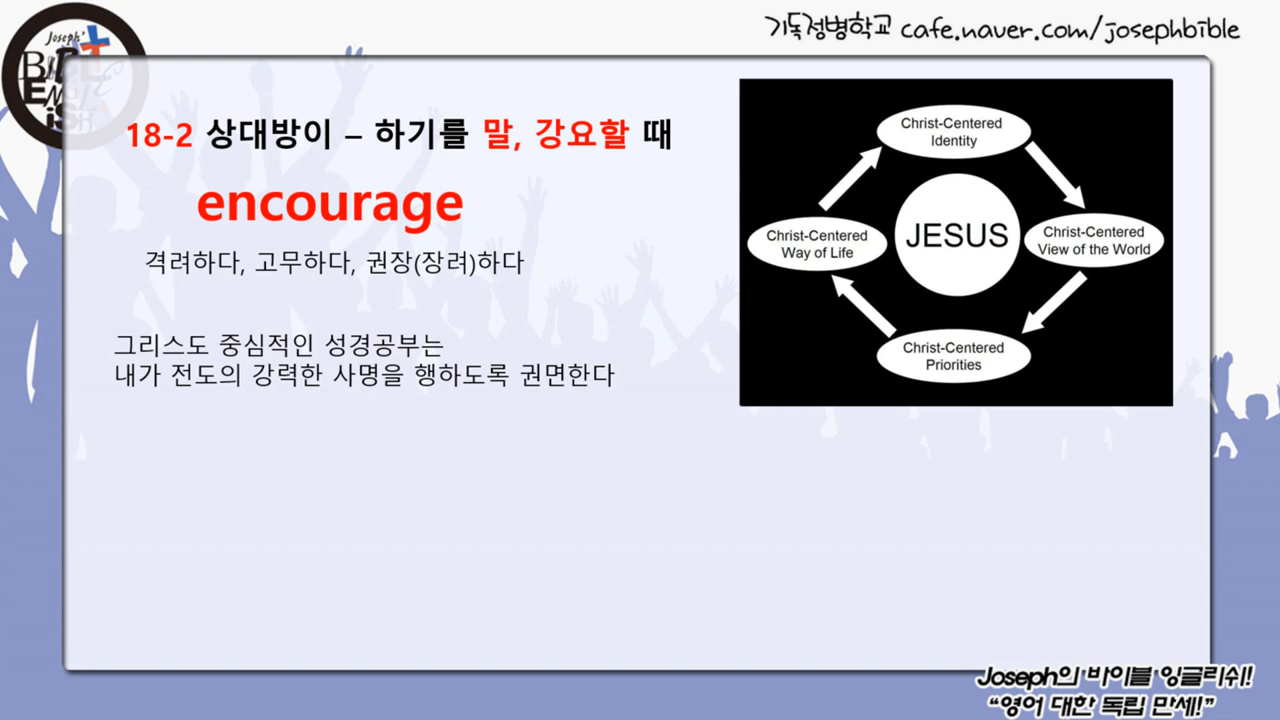 Joseph'
BIBLE
ENGLISH
기독정병학교 cafe.naver.com/josephbible
18-2 상대방이 – 하기를 말, 강요할 때
encourage
격려하다, 고무하다, 권장(장려)하다
그리스도 중심적인 성경공부는
내가 전도의 강력한 사명을 행하도록 권면한다
Christ-Centered
Identity
JESUS
Christ-Centered
Way of Life
Christ-Centered
View of the World
Christ-Centered
Priorities
Joseph의 바이블 잉글리쉬!
“영어 대한 독립 만세!”